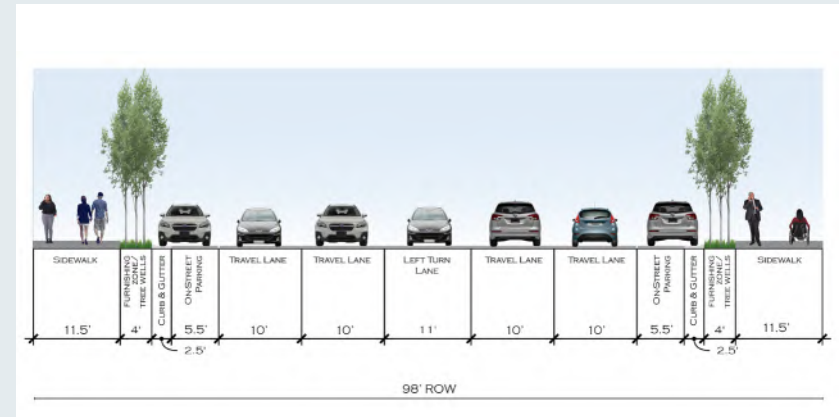 SIDEWALK
FURNISHING
ZONE/
TREE WELLS
CURB & GUTTER
ON-STREET
PARKING
TRAVEL LANE
TRAVEL LANE
LEFT TURN
LANE
TRAVEL LANE
TRAVEL LANE
ON-STREET
PARKING
CURB & GUTTER
FURNISHING
ZONE/
TREE WELLS
SIDEWALK
11.5'
4'
2.5'
5.5'
10'
10'
11'
10'
10'
5.5'
2.5'
4'
11.5'
98' ROW